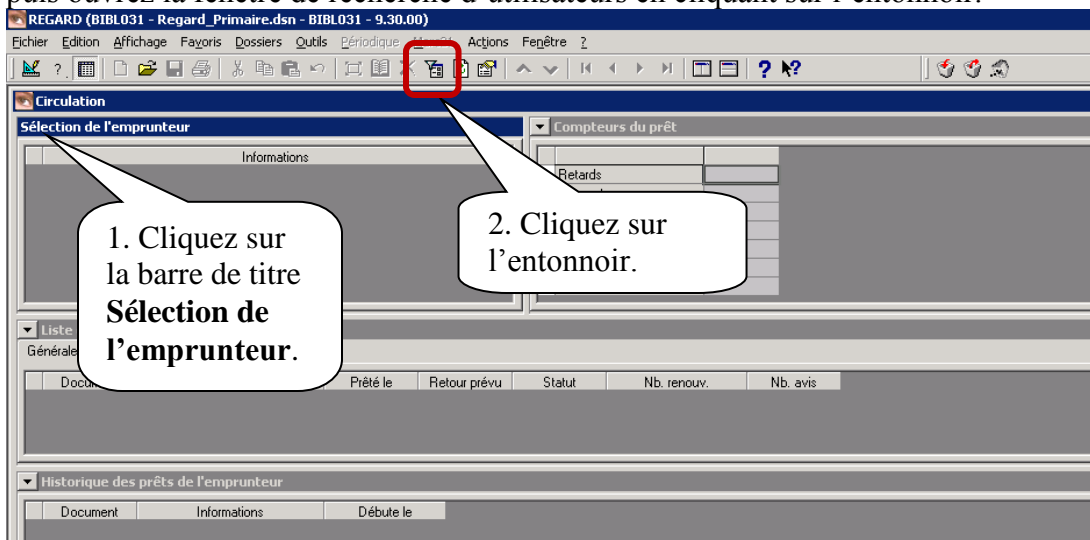 puis ouvrez la fenêtre de recherche d’utilisateurs en cliquant sur l’entonnoir.
REGARD (BIBL031 - Regard_Primaire.dsn - BIBL031 - 9.30.00)
Fichier Edition Affichage Favoris Dossiers Outils Périodique Actions Fenêtre ?
Circulation
Sélection de l'emprunteur
Compteurs du prêt
Informations
Retards
1. Cliquez sur
la barre de titre
Sélection de
l’emprunteur.
2. Cliquez sur
l’entonnoir.
Liste
Générale
Docu Prêté le Retour prévu Statut Nb. renouv. Nb. avis
Historique des prêts de l'emprunteur
Document Informations Débute le